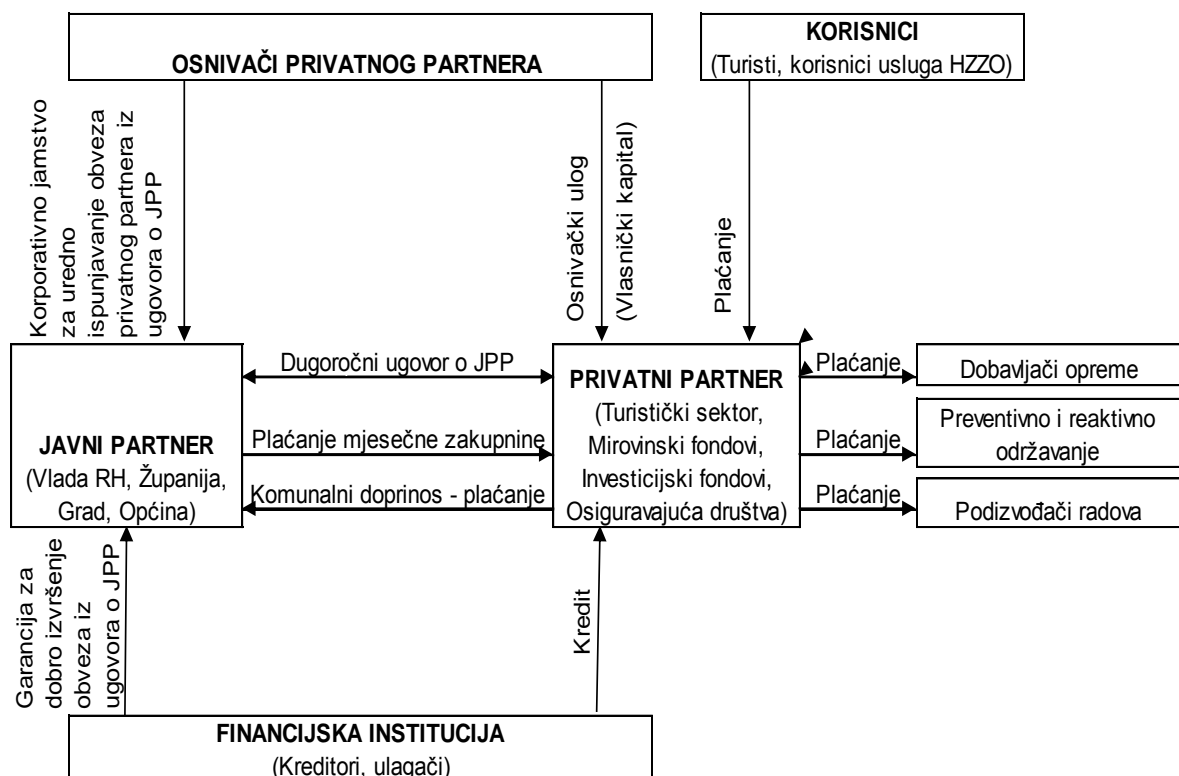 OSNIVAČI PRIVATNOG PARTNERA
KORISNICI
(Turisti, korisnici usluga HZZO)
Korporativno jamstvo
za uredno
ispunjavanje obveza
privatnog partnera iz
ugovora o JPP
Osnivački ulog
(Vlasnički kapital)
Plaćanje
JAVNI PARTNER
(Vlada RH, Županija,
Grad, Općina)
Dugoročni ugovor o JPP
Plaćanje mjesečne zakupnine
Komunalni doprinos - plaćanje
PRIVATNI PARTNER
(Turistički sektor,
Mirovinski fondovi,
Investicijski fondovi,
Osiguravajuća društva)
Plaćanje
Dobavljači opreme
Plaćanje
Preventivno i reaktivno
održavanje
Plaćanje
Podizvođači radova
Garancija za
dobro izvršenje
obveza iz
ugovora o JPP
Kredit
FINANCIJSKA INSTITUCIJA
(Kreditori, ulagači)